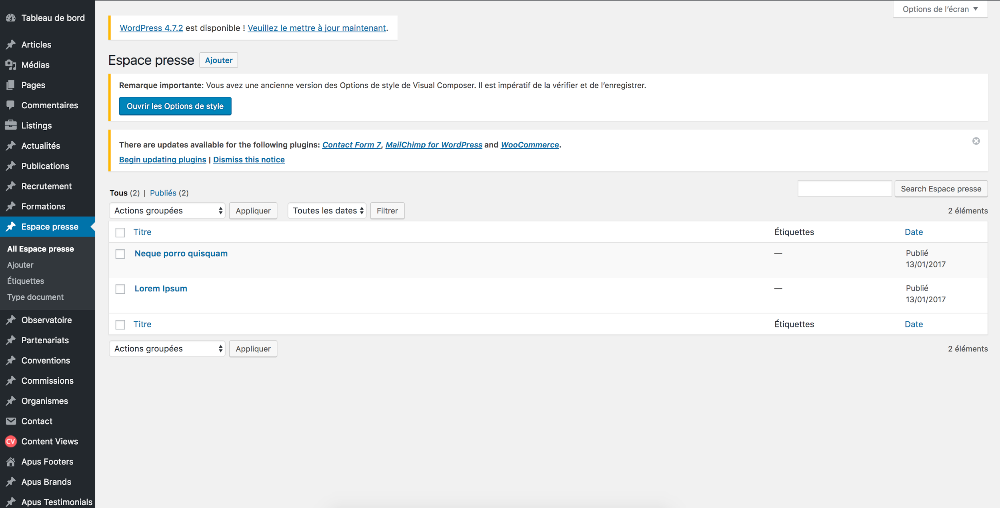 Tableau de bord
Articles
Médias
Pages
Commentaires
Listings
Actualités
Publications
Recrutement
Formations
Espace presse
All Espace presse
Ajouter
Étiquettes
Type document
Observatoire
Partenariats
Conventions
Commissions
Organismes
Contact
CV Content Views
Apus Footers
Apus Brands
Apus Testimonials
Options de l’écran
WordPress 4.7.2 est disponible ! Veuillez le mettre à jour maintenant.
Espace presse Ajouter
Remarque importante: Vous avez une ancienne version des Options de style de Visual Composer. Il est impératif de la vérifier et de l’enregistrer.
Ouvrir les Options de style
There are updates available for the following plugins: Contact Form 7, MailChimp for WordPress and WooCommerce.
Begin updating plugins | Dismiss this notice
Tous (2) | Publiés (2)
Search Espace presse
Actions groupées Appliquer Toutes les dates Filtrer 2 éléments
Titre Étiquettes Date
Neque porro quisquam — Publié
13/01/2017
Lorem Ipsum — Publié
13/01/2017
Titre Étiquettes Date
Actions groupées Appliquer 2 éléments